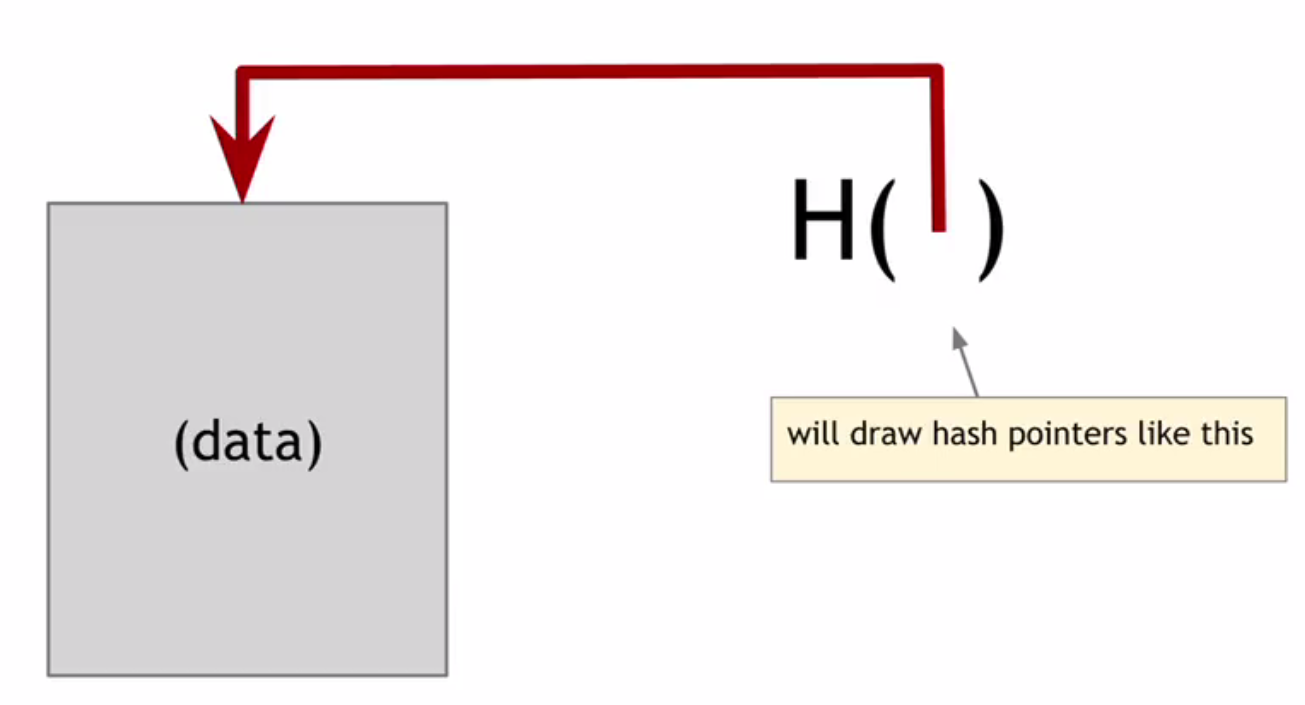 H( )
(data)
will draw hash pointers like this